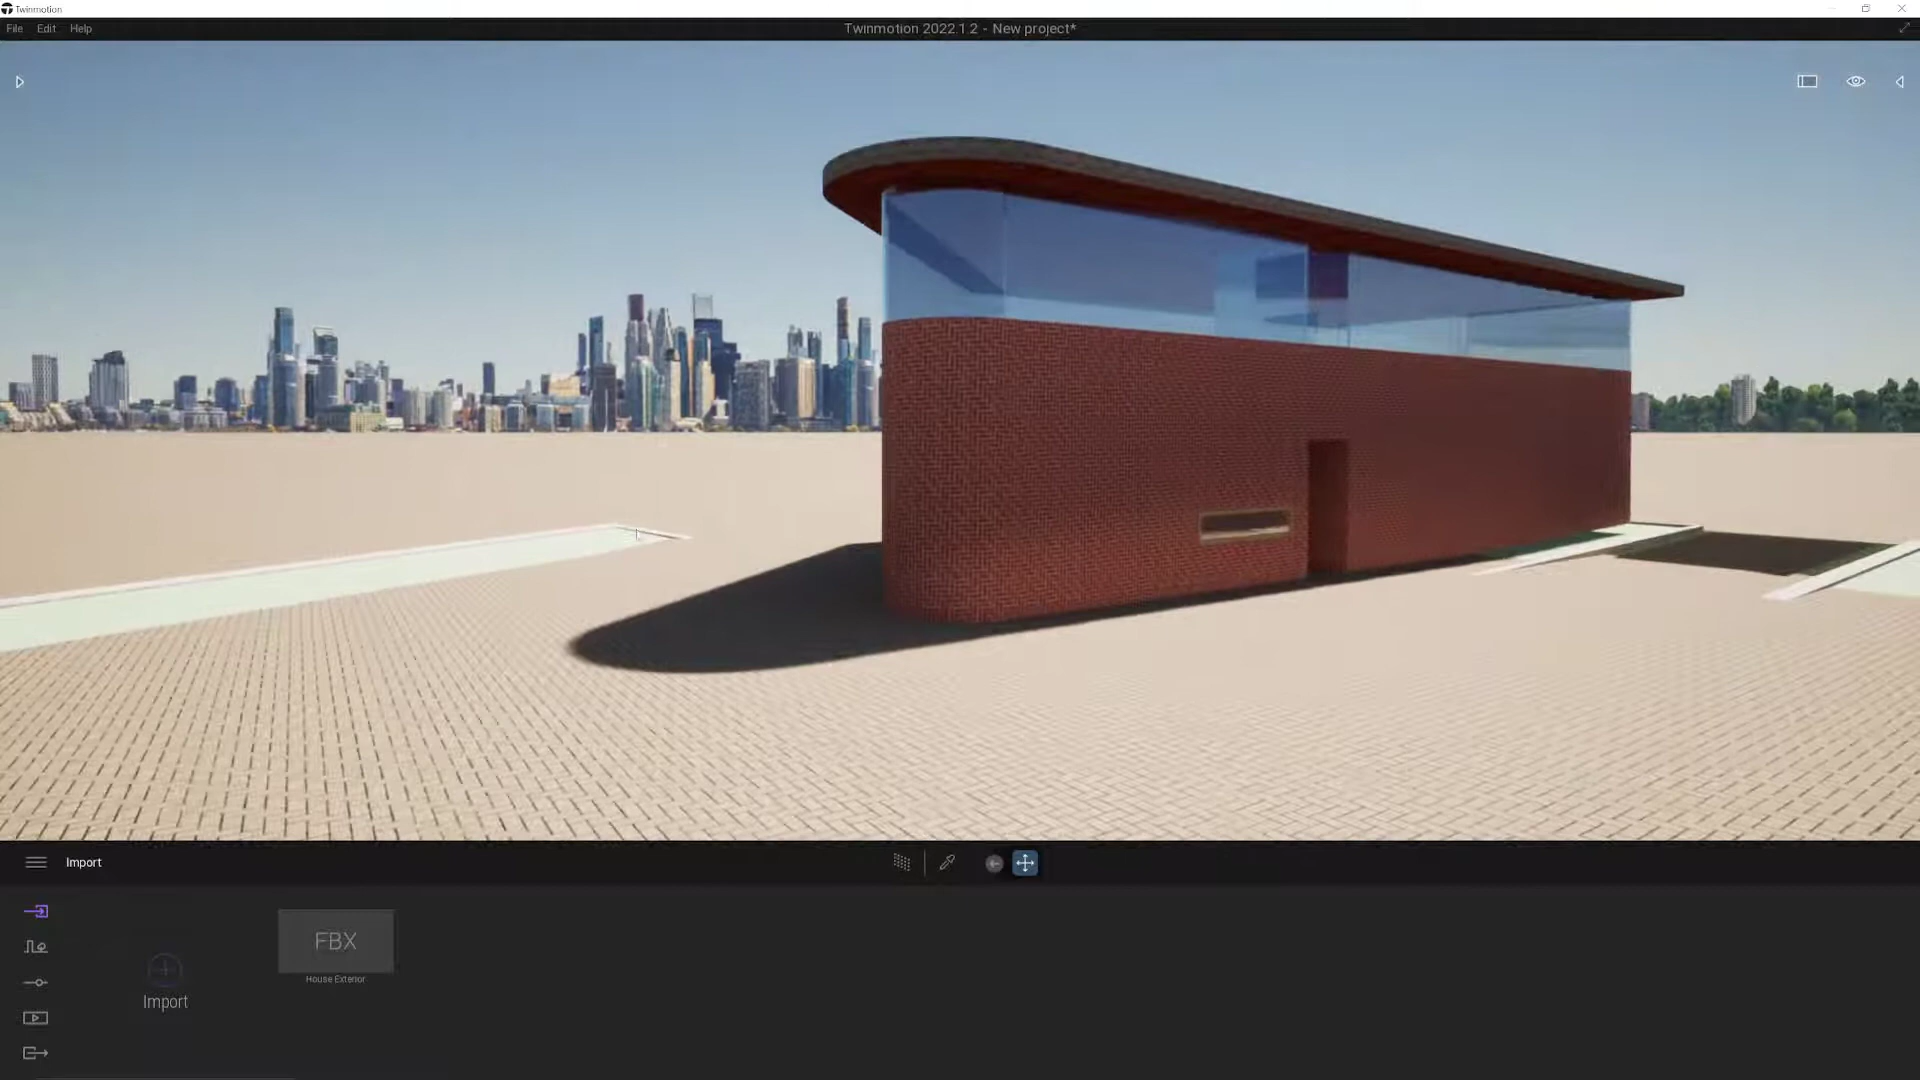 Twinmotion
File Edit Help
Twinmotion 2022.1.2 - New project*
Import
FBX
House Exterior
Import